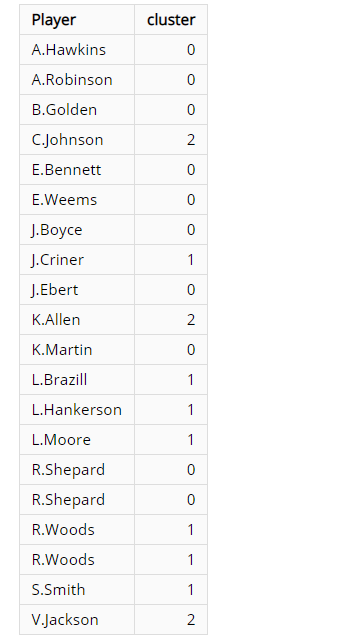 Player cluster
A.Hawkins 0
A.Robinson 0
B.Golden 0
C.Johnson 2
E.Bennett 0
E.Weems 0
J.Boyce 0
J.Criner 1
J.Ebert 0
K.Allen 2
K.Martin 0
L.Brazill 1
L.Hankerson 1
L.Moore 1
R.Shepard 0
R.Shepard 0
R.Woods 1
R.Woods 1
S.Smith 1
V.Jackson 2